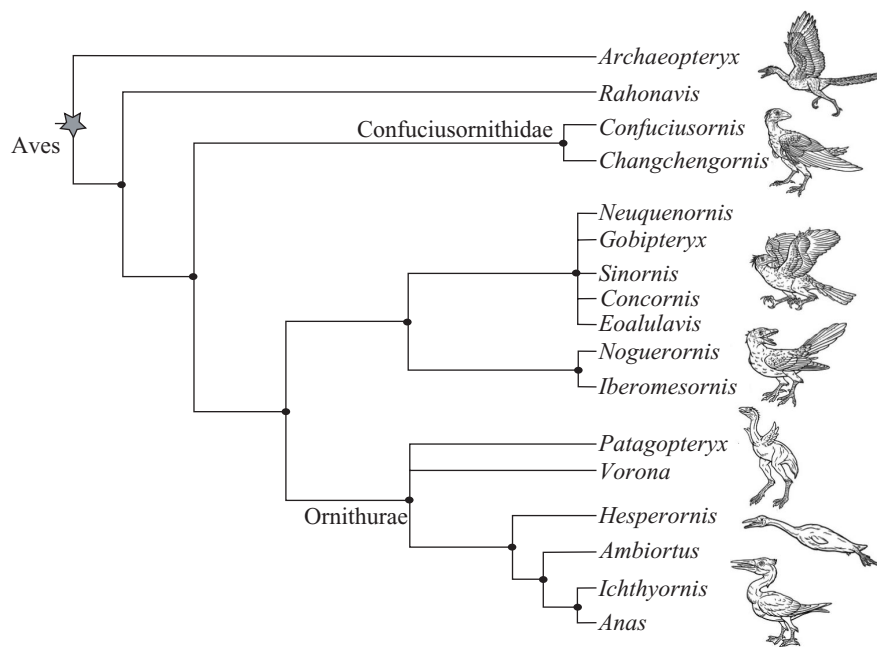 Archaeopteryx
Rahonavis
Aves
Confuciusornithidae
Confuciusornis
Changchengornis
Neuquenornis
Gobipteryx
Sinornis
Concornis
Eoalulavis
Noguerornis
Iberomesornis
Patagopteryx
Vorona
Ornithurae
Hesperornis
Ambiortus
Ichthyornis
Anas